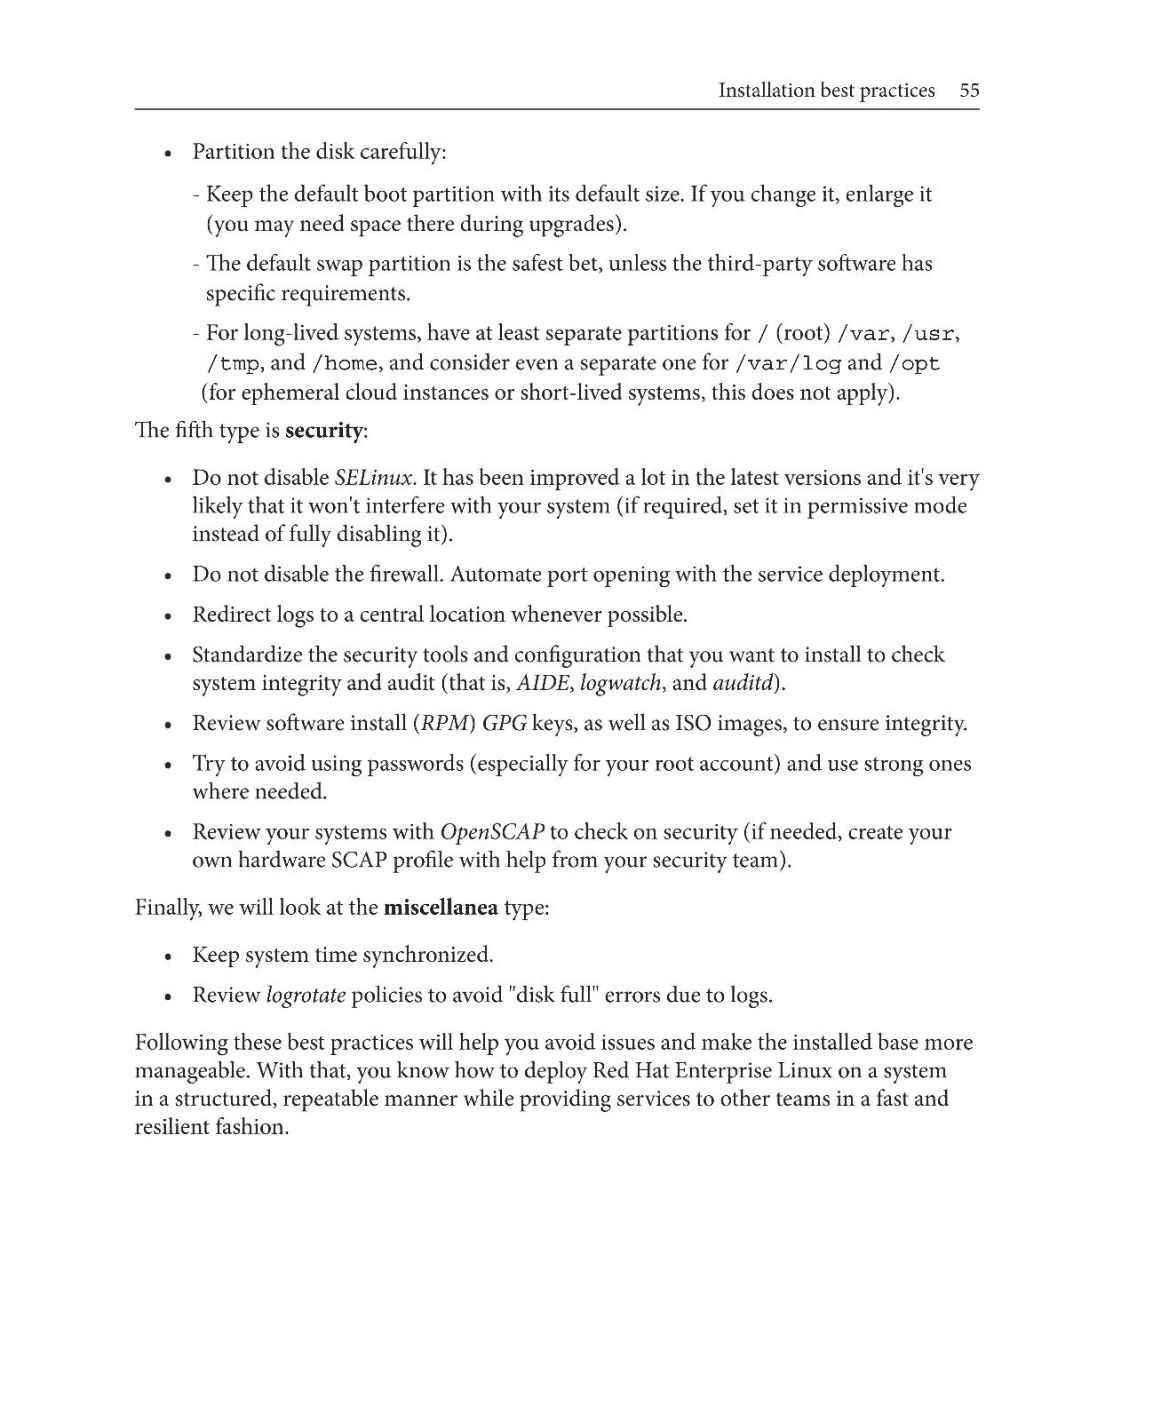 Installation best practices 55
• Partition the disk carefully:
- Keep the default boot partition with its default size. If you change it, enlarge it
(you may need space there during upgrades).
- The default swap partition is the safest bet, unless the third-party software has
specific requirements.
- For long-lived systems, have at least separate partitions for / (root) /var, /usr,
/tmp, and /home, and consider even a separate one for /var/log and /opt
(for ephemeral cloud instances or short-lived systems, this does not apply).
The fifth type is security:
• Do not disable SELinux. It has been improved a lot in the latest versions and it's very
likely that it won't interfere with your system (if required, set it in permissive mode
instead of fully disabling it).
• Do not disable the firewall. Automate port opening with the service deployment.
• Redirect logs to a central location whenever possible.
• Standardize the security tools and configuration that you want to install to check
system integrity and audit (that is, AIDE, logwatch, and auditd).
• Review software install (RPM) GPG keys, as well as ISO images, to ensure integrity.
• Try to avoid using passwords (especially for your root account) and use strong ones
where needed.
• Review your systems with OpenSCAP to check on security (if needed, create your
own hardware SCAP profile with help from your security team).
Finally, we will look at the miscellanea type:
• Keep system time synchronized.
• Review logrotate policies to avoid "disk full" errors due to logs.
Following these best practices will help you avoid issues and make the installed base more
manageable. With that, you know how to deploy Red Hat Enterprise Linux on a system
in a structured, repeatable manner while providing services to other teams in a fast and
resilient fashion.